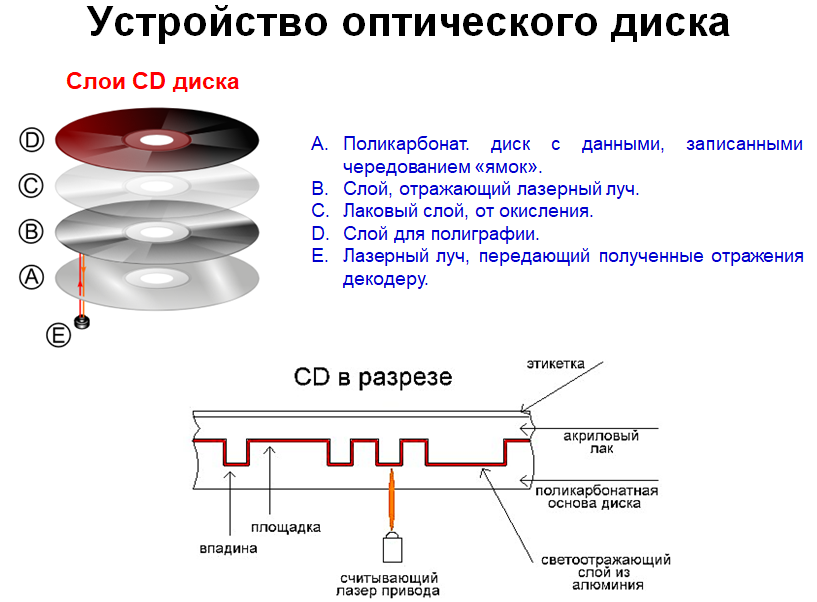 Устройство оптического диска
Слои CD диска
D
C
B
A
E
A. Поликарбонат. диск с данными, записанными
чередованием «ямок».
B. Слой, отражающий лазерный луч.
C. Лаковый слой, от окисления.
D. Слой для полиграфии.
E. Лазерный луч, передающий полученные отражения
декодеру.
CD в разрезе
этикетка
акриловый
лак
поликарбонатная
основа диска
площадка
впадина
светоотражающий
слой из
алюминия
считывающий
лазер привода